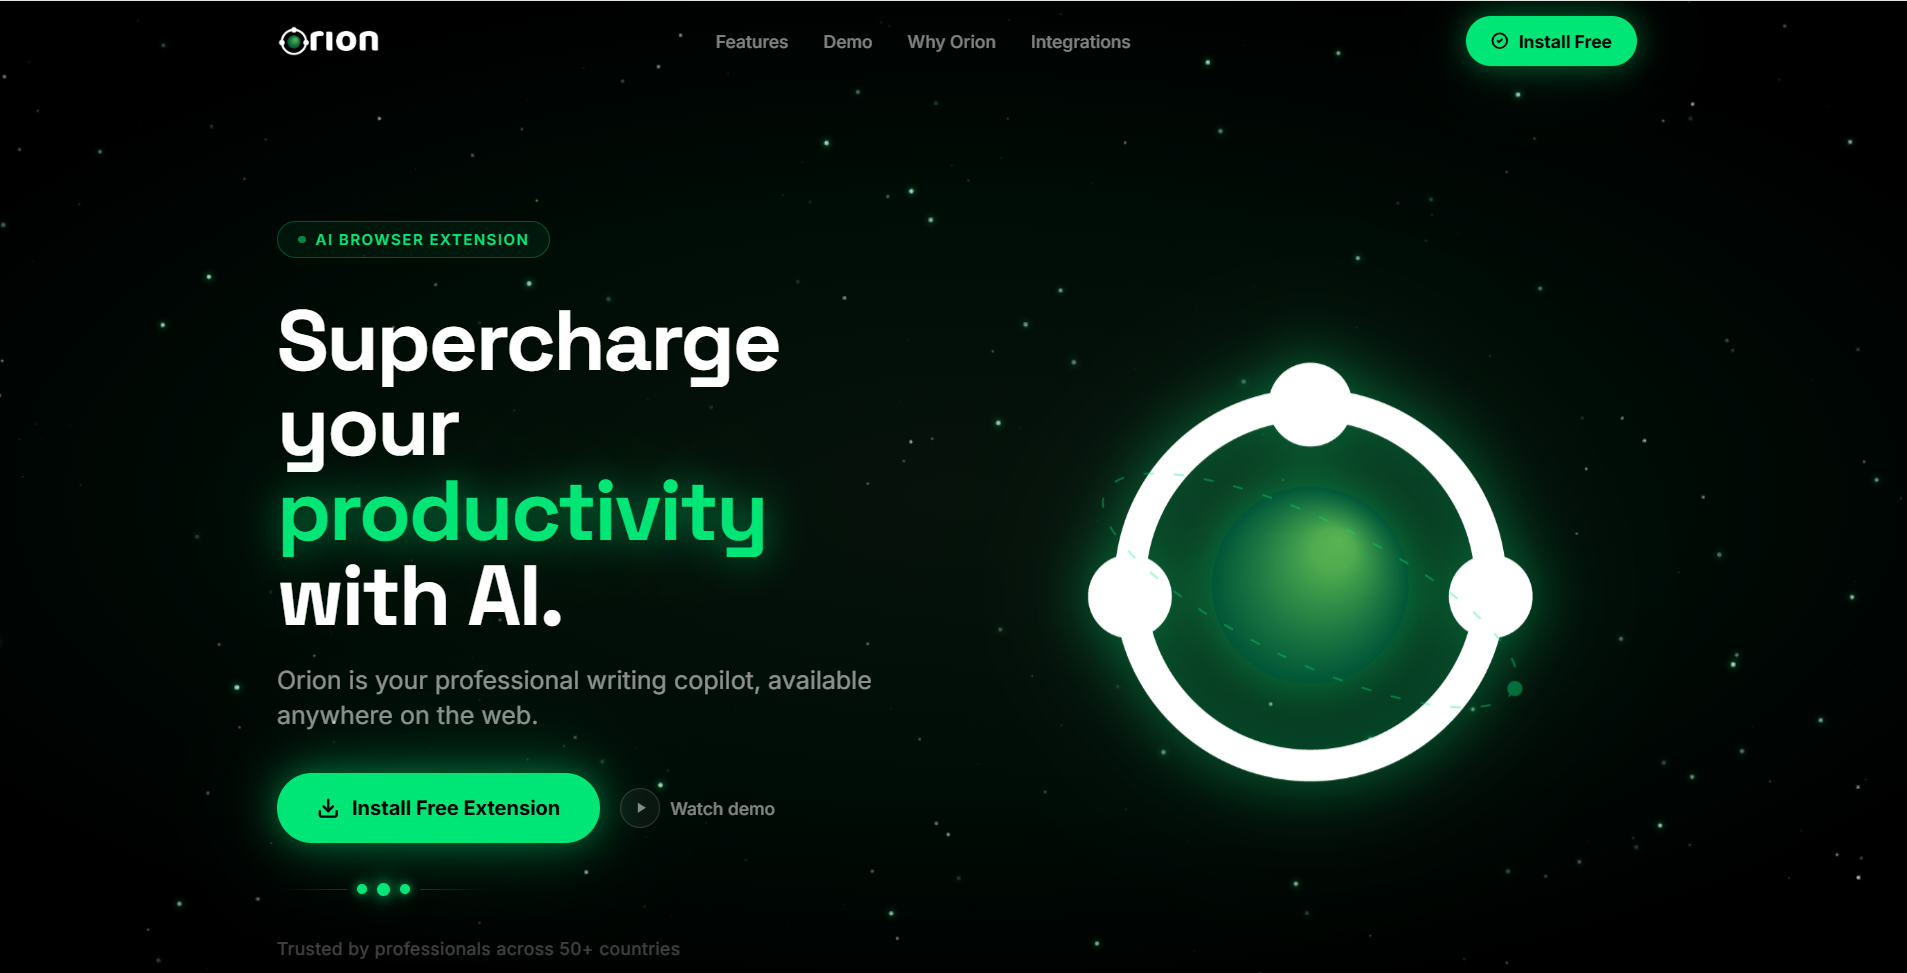 Orion
Features
Demo
Why Orion
Integrations
Install Free
AI BROWSER EXTENSION
Supercharge
your
productivity
with AI.
Orion is your professional writing copilot, available
anywhere on the web.
Install Free Extension
Watch demo
Trusted by professionals across 50+ countries